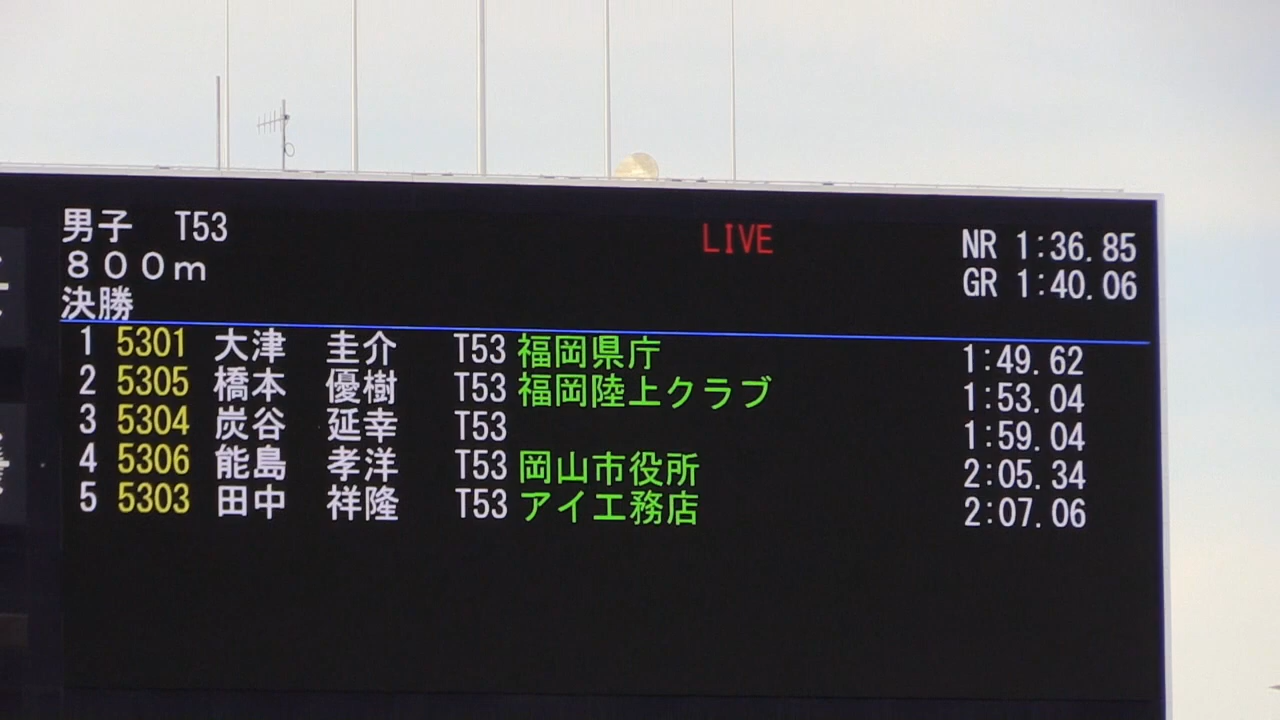 男子 T53 LIVE NR 1:36.85
800m GR 1:40.06
決勝
1 5301 大津 圭介 T53 福岡県庁 1:49.62
2 5305 橋本 優樹 T53 福岡陸上クラブ 1:53.04
3 5304 炭谷 延幸 T53 1:59.04
4 5306 能島 孝洋 T53 岡山市役所 2:05.34
5 5303 田中 祥隆 T53 アイ工務店 2:07.06